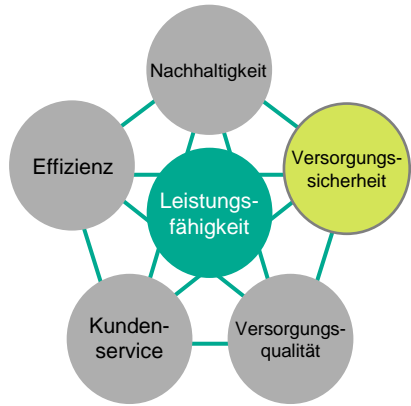 Nachhaltigkeit
Effizienz
Versorgungs-
sicherheit
Leistungs-
fähigkeit
Kunden-
service
Versorgungs-
qualität